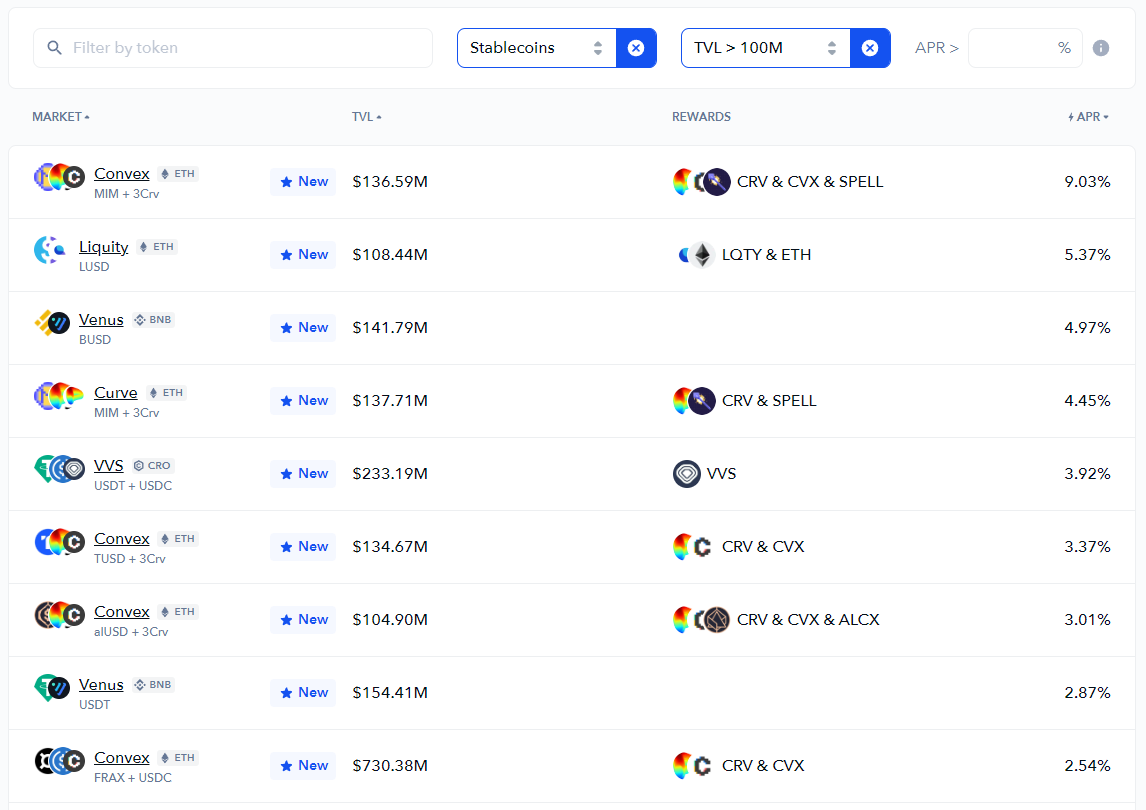 Filter by token
Stablecoins
TVL > 100M
APR >
%
MARKET TVL REWARDS APR
Convex ETH New $136.59M CRV & CVX & SPELL 9.03%
MIM + 3Crv
Liquity ETH New $108.44M LQTY & ETH 5.37%
LUSD
Venus BNB New $141.79M 4.97%
BUSD
Curve ETH New $137.71M CRV & SPELL 4.45%
MIM + 3Crv
VVS CRO New $233.19M VVS 3.92%
USDT + USDC
Convex ETH New $134.67M CRV & CVX 3.37%
TUSD + 3Crv
Convex ETH New $104.90M CRV & CVX & ALCX 3.01%
alUSD + 3Crv
Venus BNB New $154.41M 2.87%
USDT
Convex ETH New $730.38M CRV & CVX 2.54%
FRAX + USDC